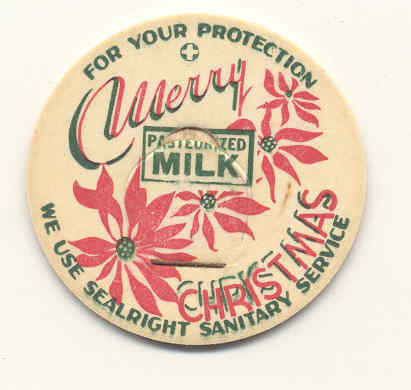 FOR YOUR PROTECTION
Merry
PASTEURIZED
MILK
CHRISTMAS
WE USE SEALRIGHT SANITARY SERVICE